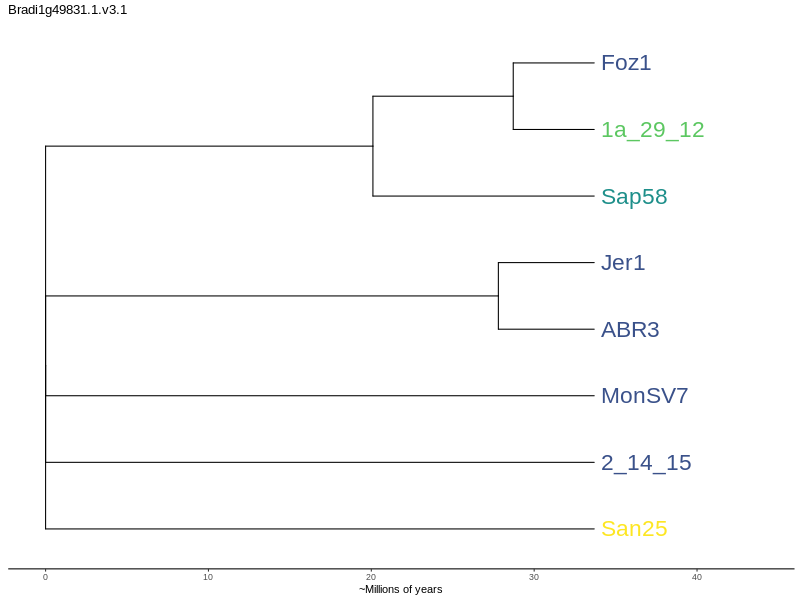 Bradi1g49831.1.v3.1
Foz1
1a_29_12
Sap58
Jer1
ABR3
MonSV7
2_14_15
San25
0 10 20 30 40
~Millions of years